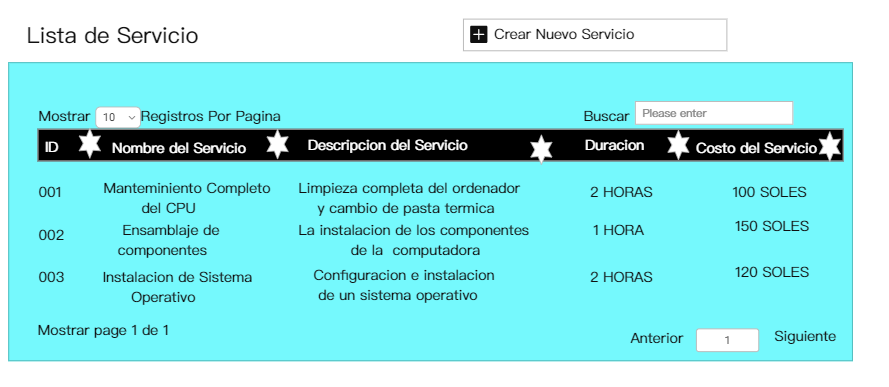 Lista de Servicio
Crear Nuevo Servicio
Mostrar 10 Registros Por Pagina
Buscar Please enter
ID Nombre del Servicio Descripcion del Servicio Duracion Costo del Servicio
001 Manteminiento Completo Limpieza completa del ordenador 2 HORAS 100 SOLES
del CPU y cambio de pasta termica
002 Ensamblaje de La instalacion de los componentes 1 HORA 150 SOLES
componentes de la computadora
003 Instalacion de Sistema Configuracion e instalacion 2 HORAS 120 SOLES
Operativo de un sistema operativo
Mostrar page 1 de 1
Anterior 1 Siguiente